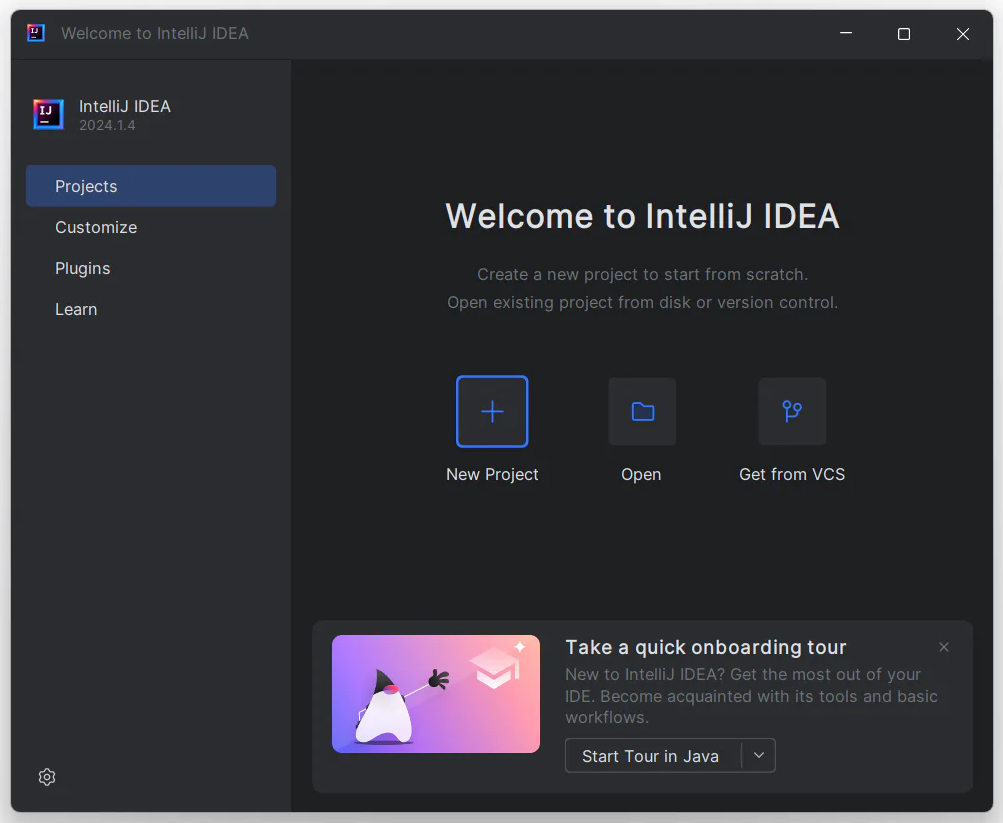 Welcome to IntelliJ IDEA
IJ
IntelliJ IDEA
2024.1.4
Projects
Customize
Plugins
Learn
Welcome to IntelliJ IDEA
Create a new project to start from scratch.
Open existing project from disk or version control.
New Project
Open
Get from VCS
Take a quick onboarding tour
New to IntelliJ IDEA? Get the most out of your
IDE. Become acquainted with its tools and basic
workflows.
Start Tour in Java